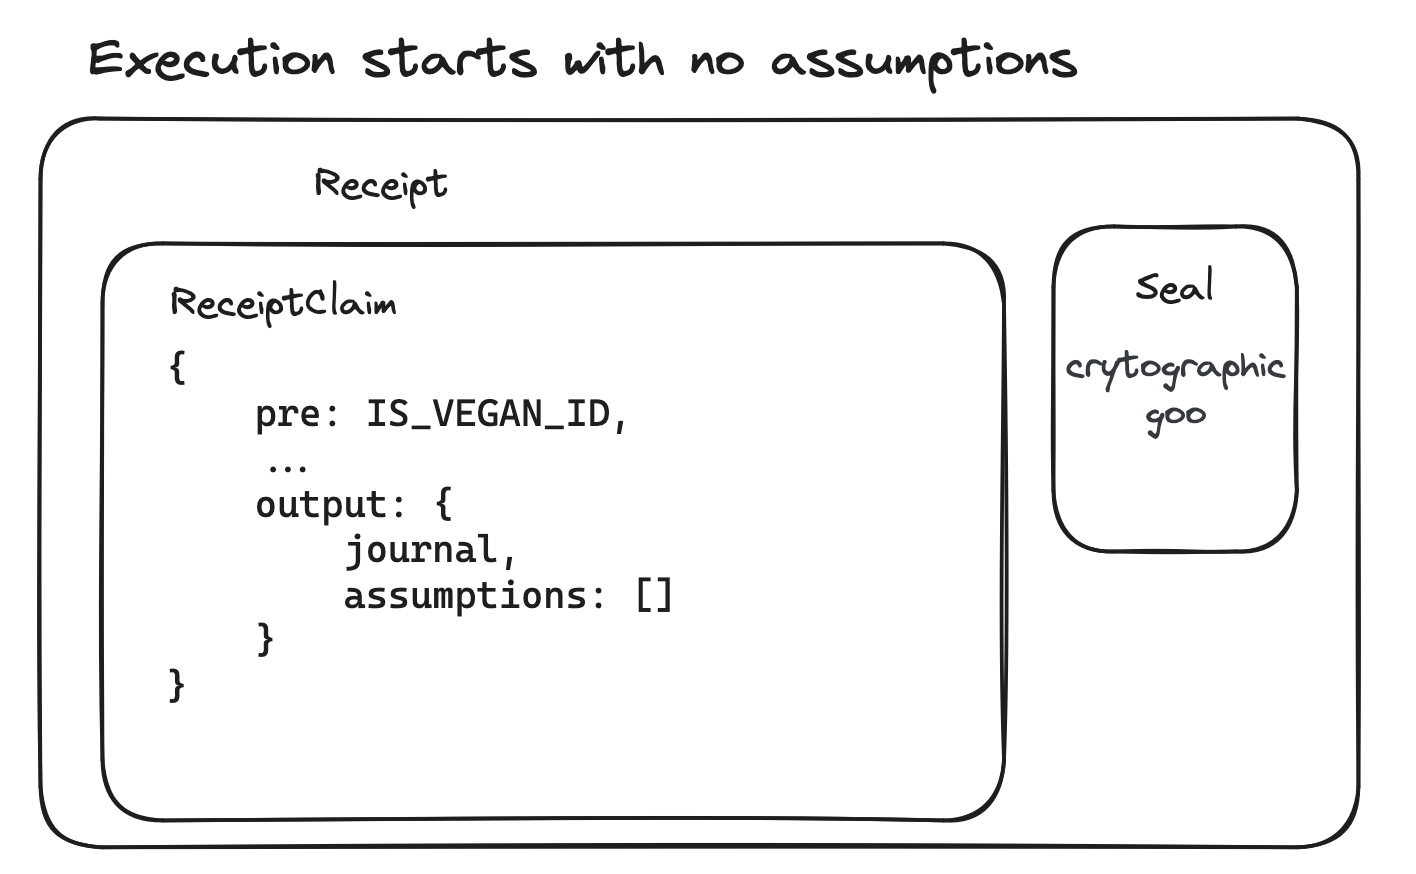 Execution starts with no assumptions
Receipt
ReceiptClaim
{
pre: IS_VEGAN_ID,
...
output: {
journal,
assumptions: []
}
}
Seal
crytographic
goo